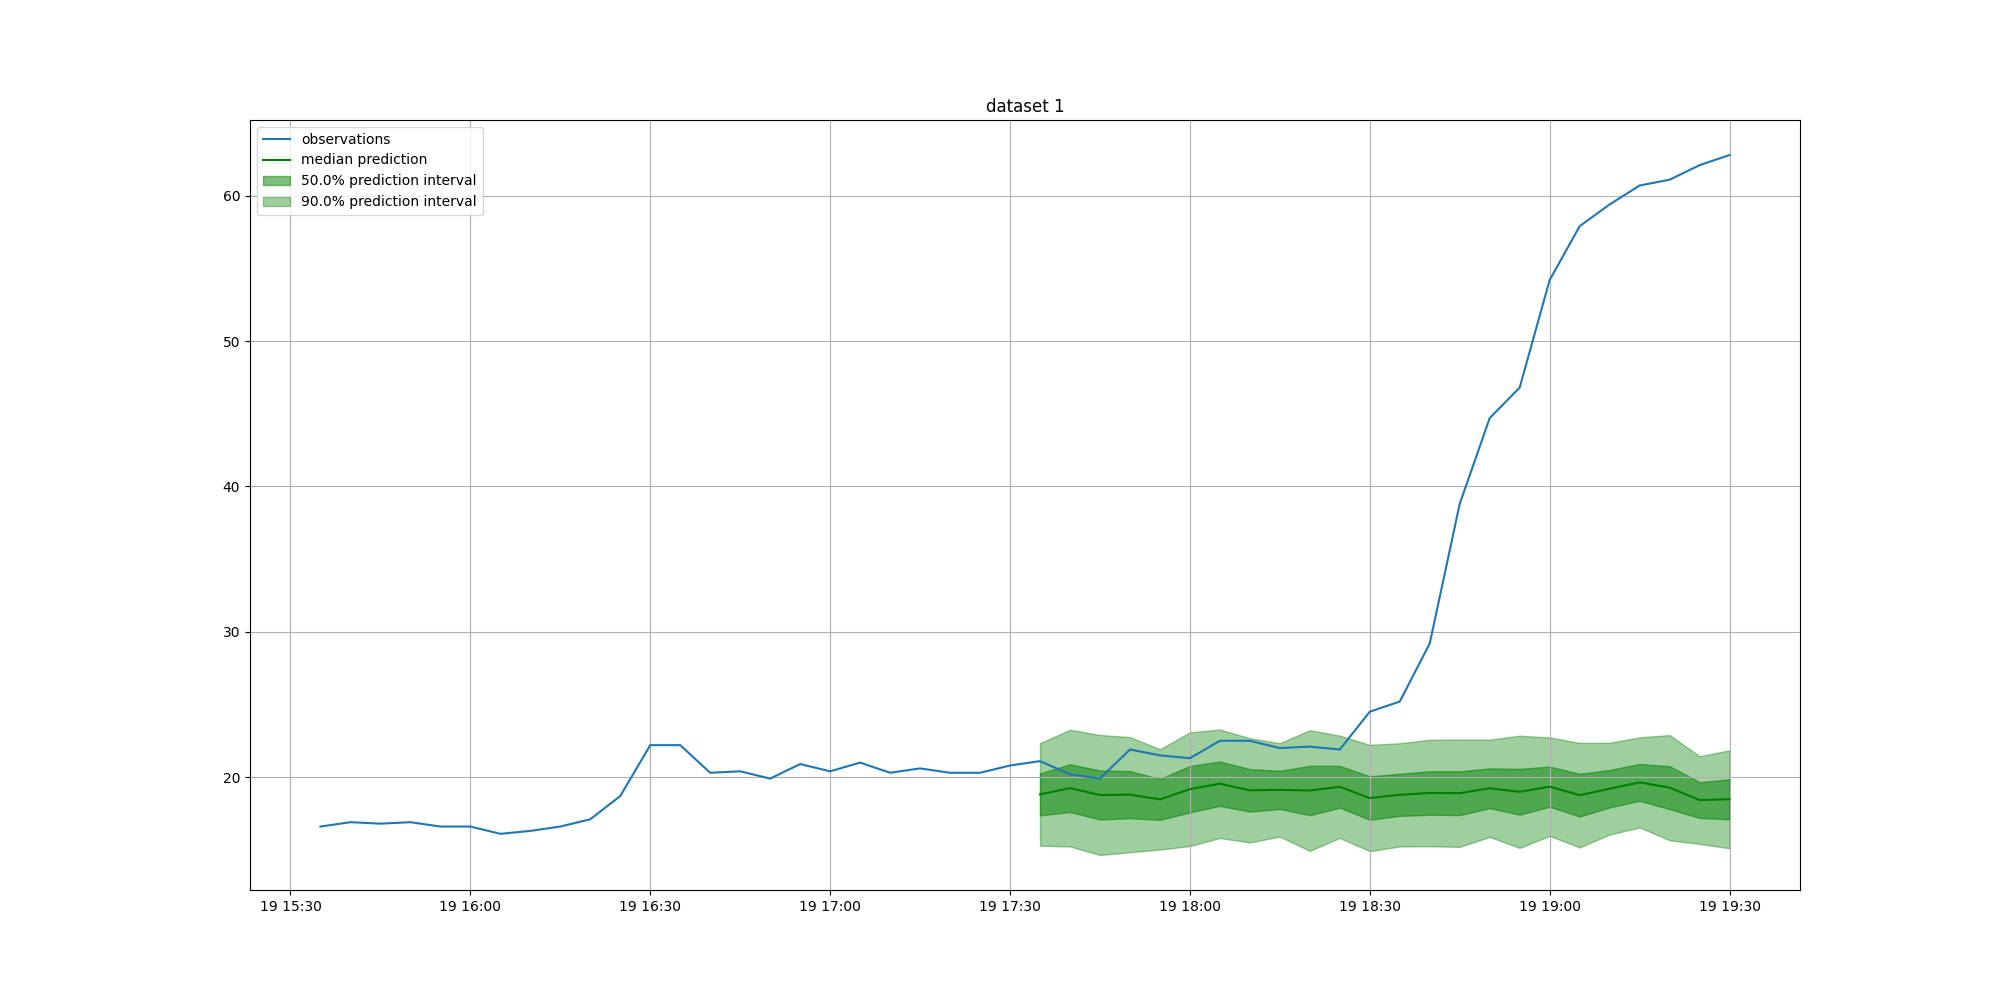 dataset 1
observations
median prediction
50.0% prediction interval
90.0% prediction interval
60
50
40
30
20
19 15:30 19 16:00 19 16:30 19 17:00 19 17:30 19 18:00 19 18:30 19 19:00 19 19:30